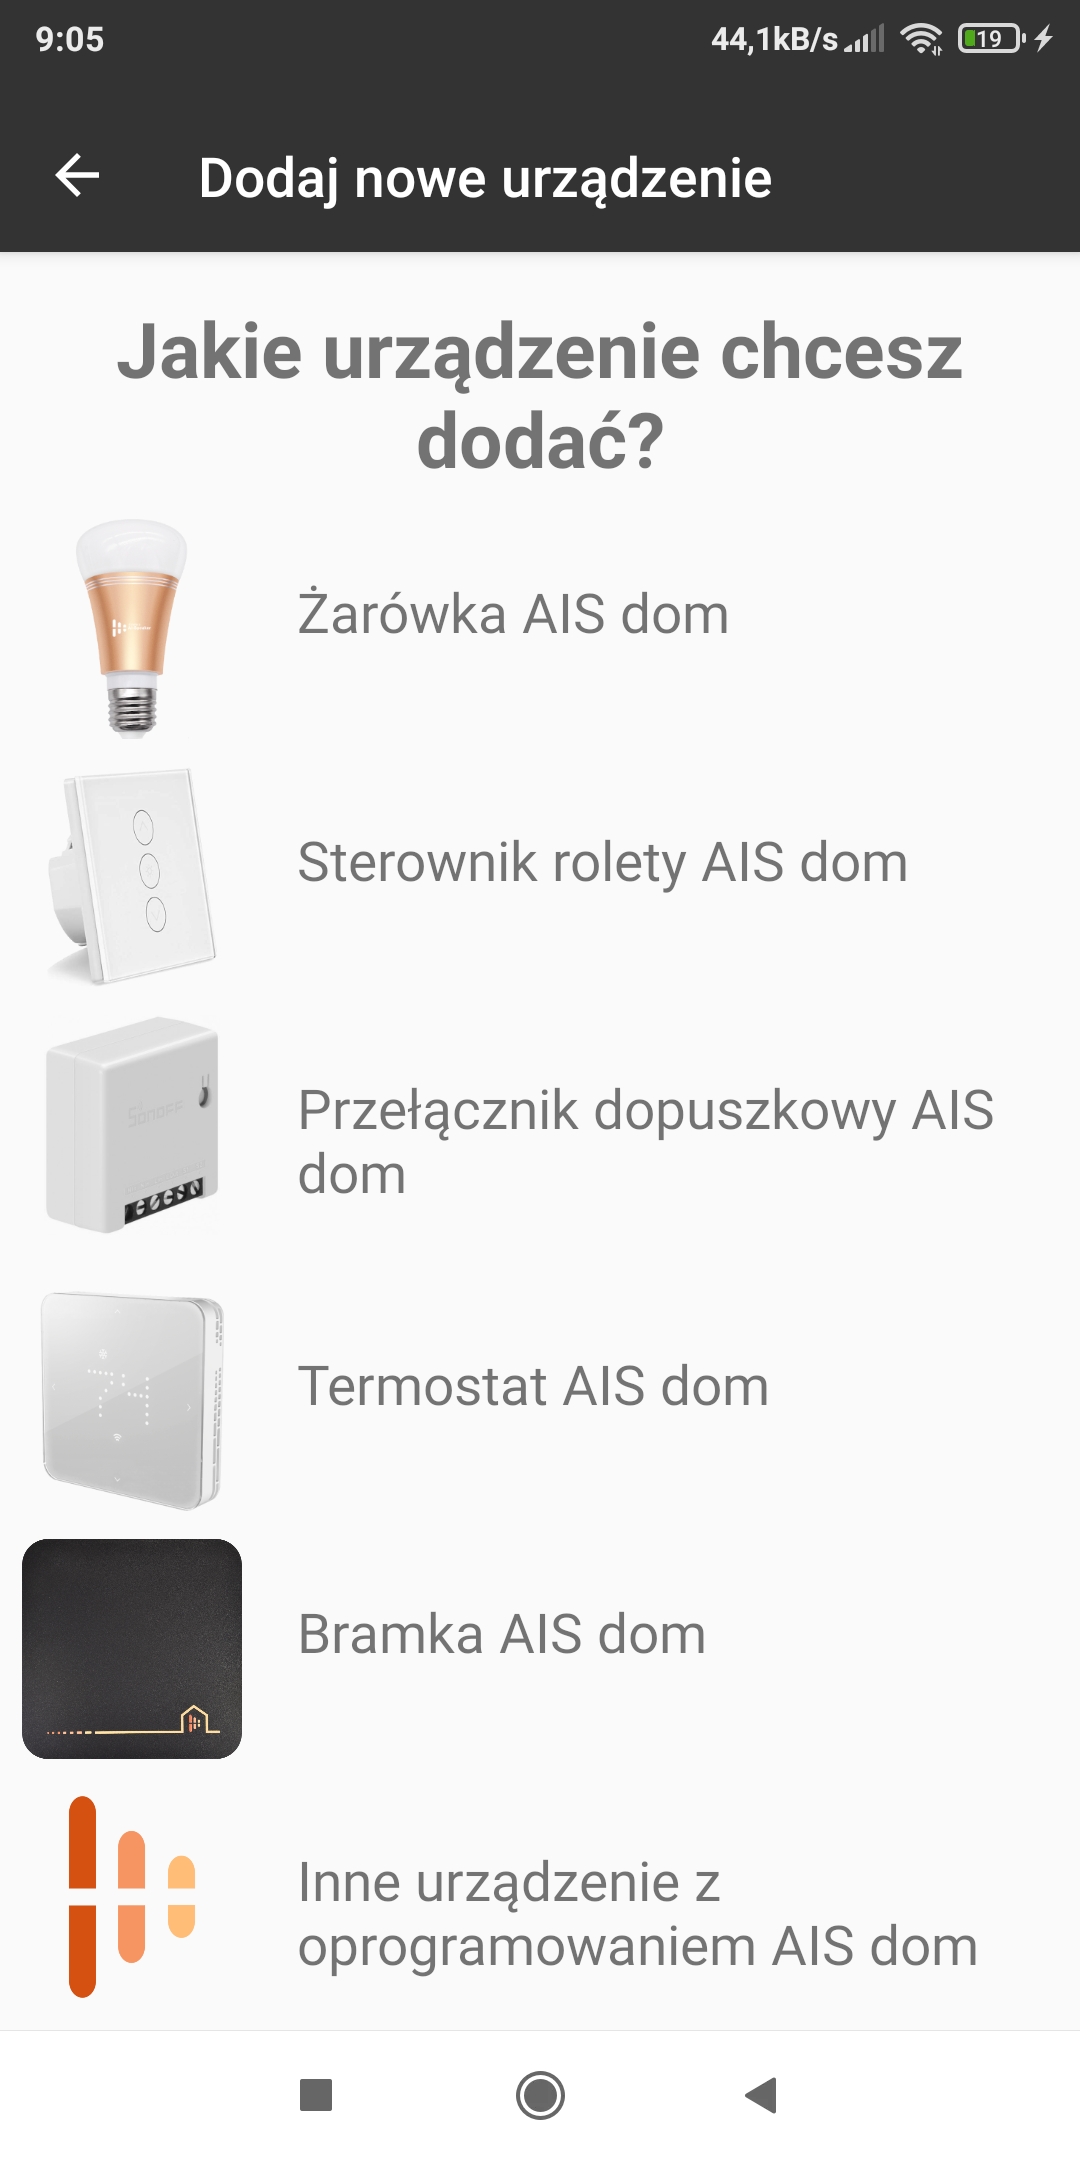 9:05
44,1kB/s
19
Dodaj nowe urządzenie
Jakie urządzenie chcesz
dodać?
Żarówka AIS dom
Sterownik rolety AIS dom
SONOFF
Przełącznik dopuszkowy AIS
dom
74
Termostat AIS dom
Bramka AIS dom
Inne urządzenie z
oprogramowaniem AIS dom